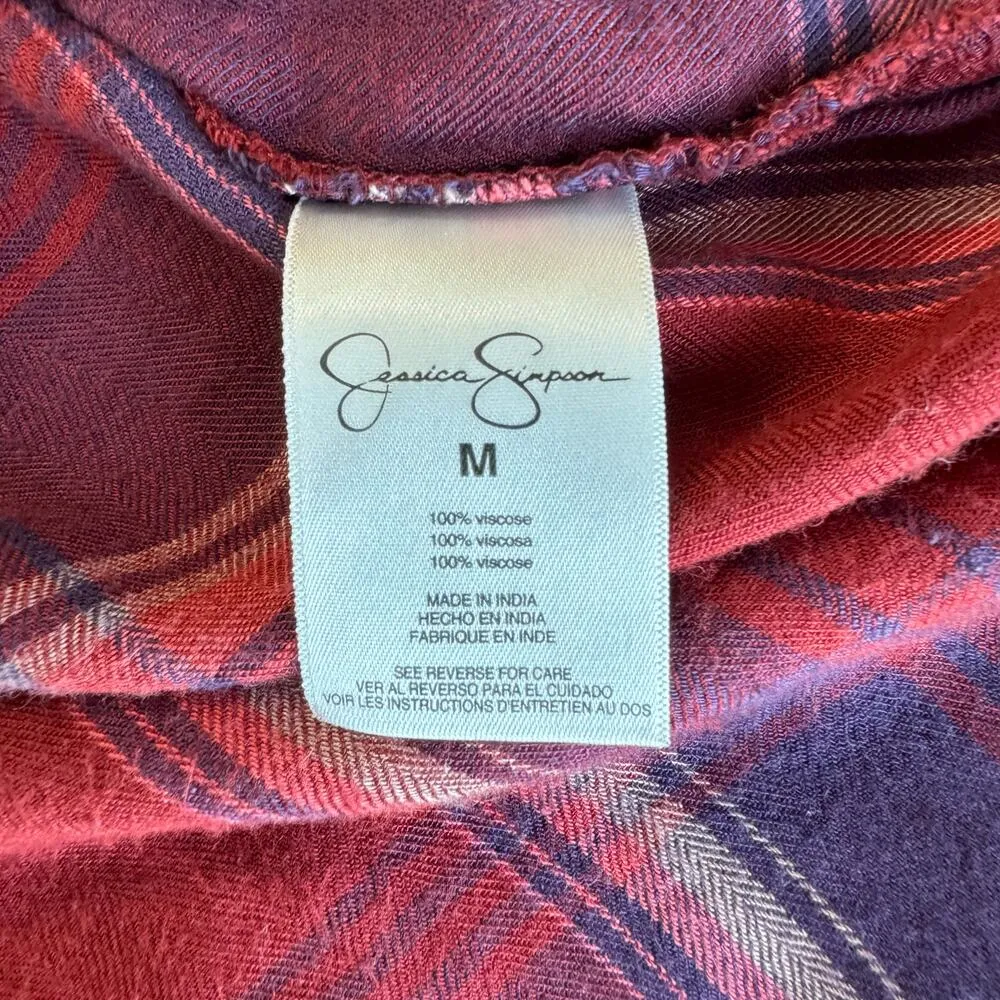 Jessica Simpson
M
100% viscose
100% viscosa
100% viscose
MADE IN INDIA
HECHO EN INDIA
FABRIQUE EN INDE
SEE REVERSE FOR CARE
VER AL REVERSO PARA EL CUIDADO
VOIR LES INSTRUCTIONS D'ENTRETIEN AU DOS